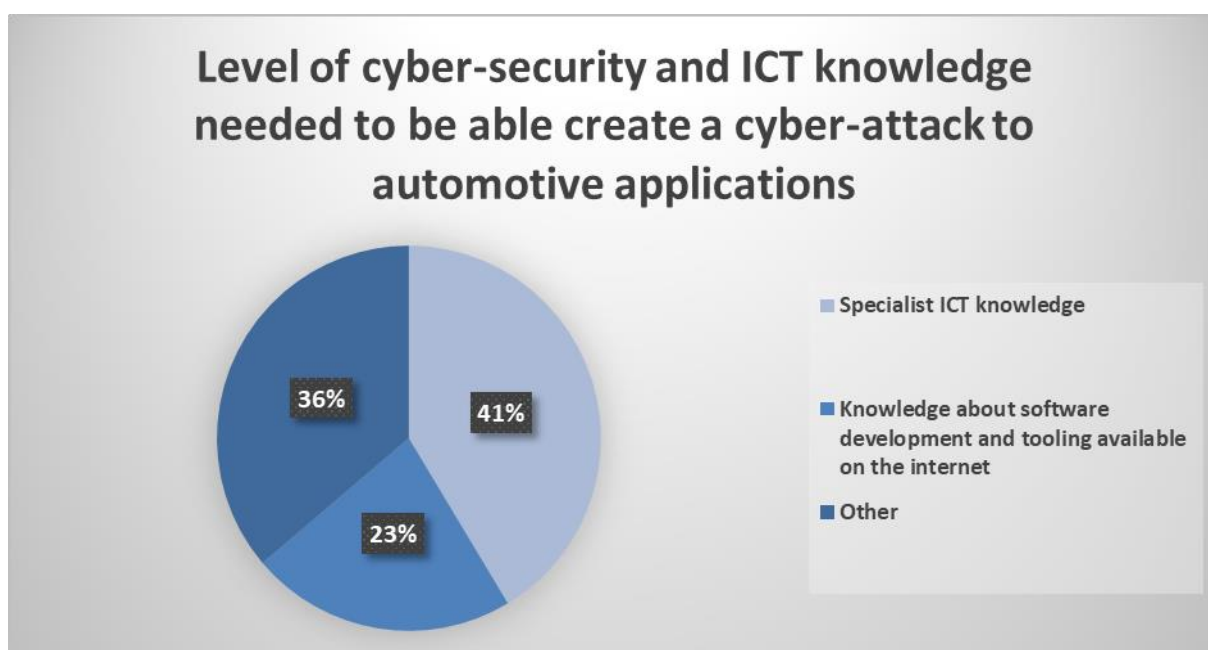 Level of cyber-security and ICT knowledge
needed to be able create a cyber-attack to
automotive applications
36%
41%
23%
Specialist ICT knowledge
Knowledge about software
development and tooling available
on the internet
Other